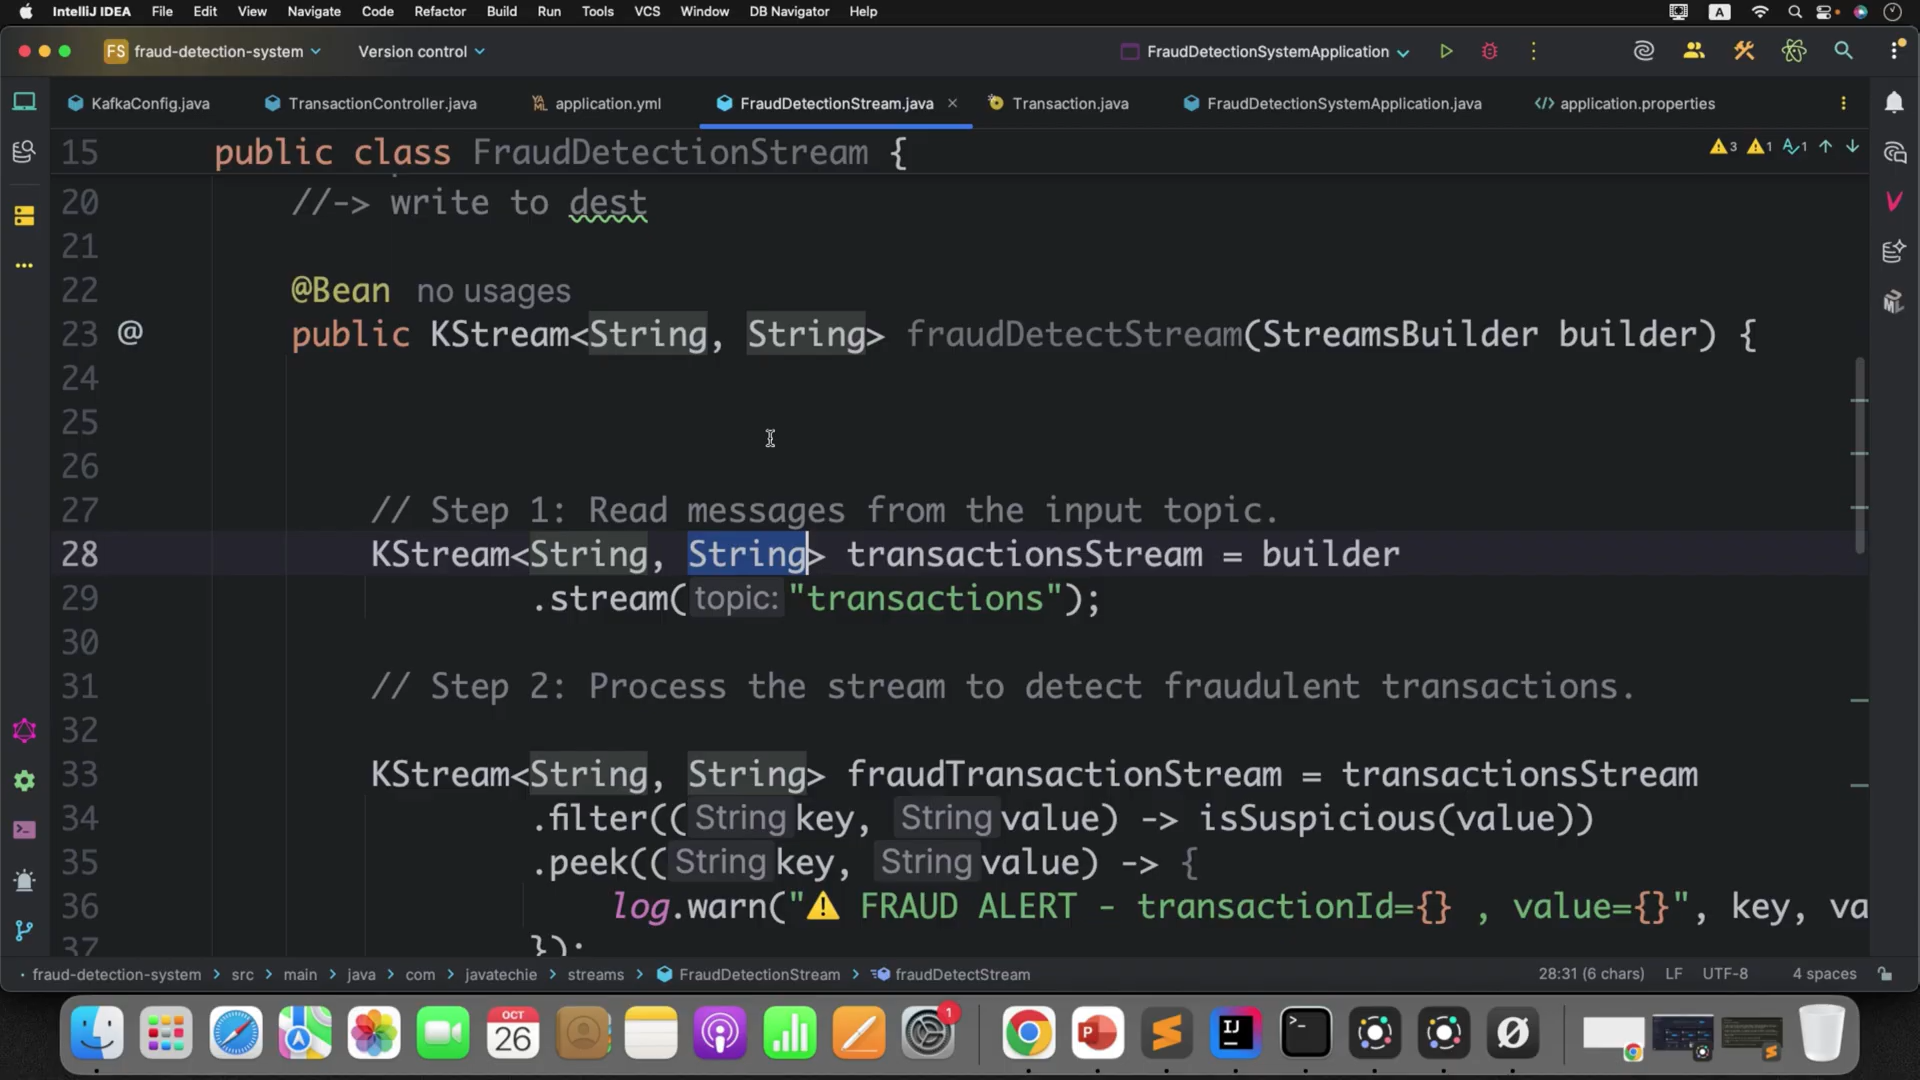 IntelliJ IDEA File Edit View Navigate Code Refactor Build Run Tools VCS Window DB Navigator Help A
FS fraud-detection-system Version control FraudDetectionSystemApplication
KafkaConfig.java TransactionController.java YAML application.yml FraudDetectionStream.java × Transaction.java FraudDetectionSystemApplication.java </> application.properties
15 public class FraudDetectionStream { 3 1 1
20 //-> write to dest
21
22 @Bean no usages
23 @ public KStream<String, String> fraudDetectStream(StreamsBuilder builder) {
24
25
26
27 // Step 1: Read messages from the input topic.
28 KStream<String, String> transactionsStream = builder
29 .stream( topic: "transactions");
30
31 // Step 2: Process the stream to detect fraudulent transactions.
32
33 KStream<String, String> fraudTransactionStream = transactionsStream
34 .filter(( String key, String value) -> isSuspicious(value))
35 .peek(( String key, String value) -> {
36 log.warn("⚠ FRAUD ALERT - transactionId={} , value={}", key, va
37 });
fraud-detection-system > src > main > java > com > javatechie > streams > FraudDetectionStream > fraudDetectStream 28:31 (6 chars) LF UTF-8 4 spaces
OCT
26
1
P
IJ
>_